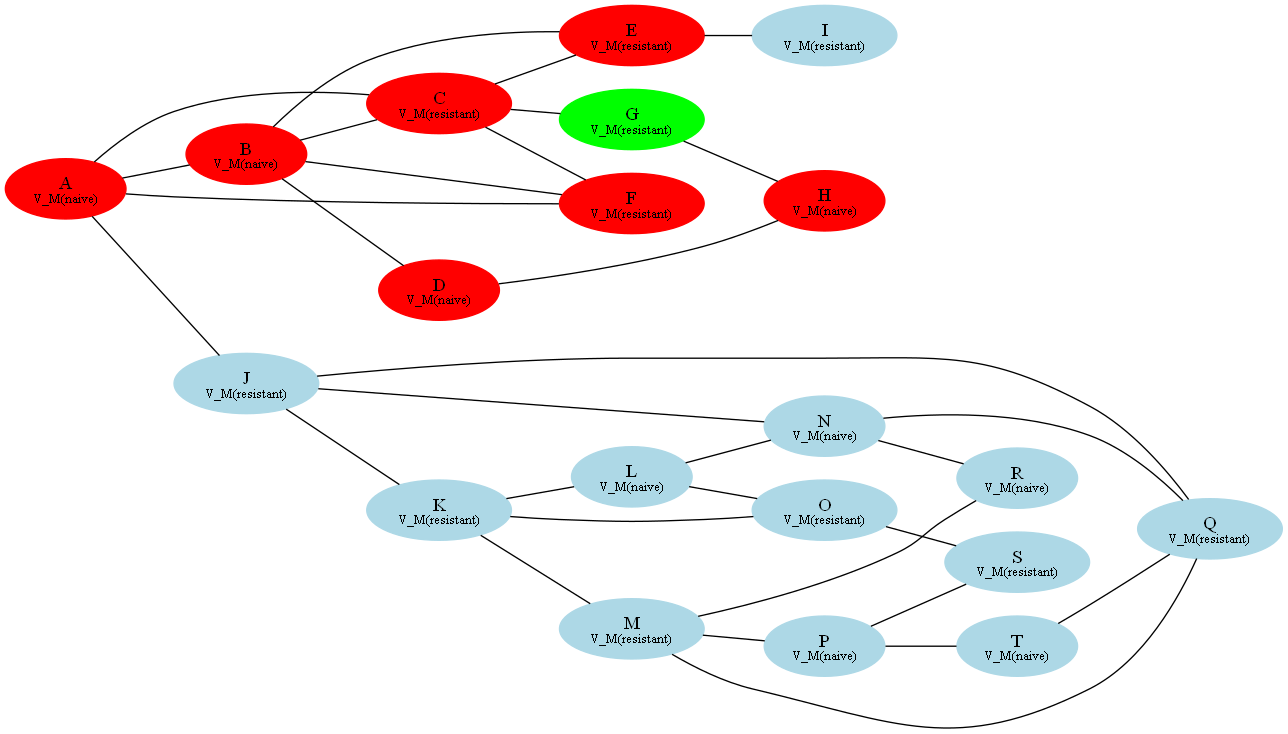 A
V_M(naive)
B
V_M(naive)
C
V_M(resistant)
E
V_M(resistant)
I
V_M(resistant)
G
V_M(resistant)
F
V_M(resistant)
H
V_M(naive)
D
V_M(naive)
J
V_M(resistant)
K
V_M(resistant)
L
V_M(naive)
N
V_M(naive)
O
V_M(resistant)
R
V_M(naive)
S
V_M(resistant)
Q
V_M(resistant)
M
V_M(resistant)
P
V_M(naive)
T
V_M(naive)